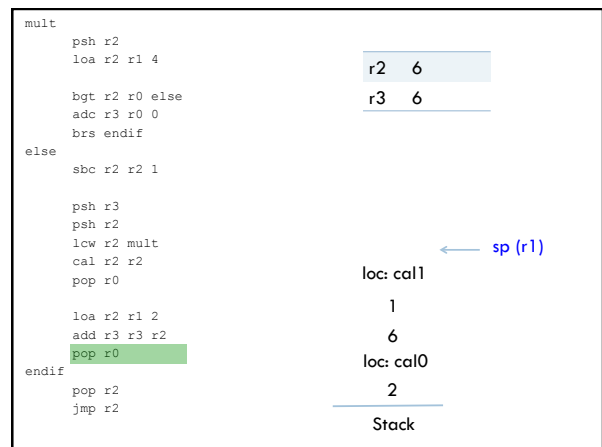 mult
psh r2
loa r2 r1 4
bgt r2 r0 else
adc r3 r0 0
brs endif
else
sbc r2 r2 1
psh r3
psh r2
lcw r2 mult
cal r2 r2
pop r0
loa r2 r1 2
add r3 r3 r2
pop r0
endif
pop r2
jmp r2
r2 6
r3 6
sp (r1)
loc: cal1
1
6
loc: cal0
2
Stack